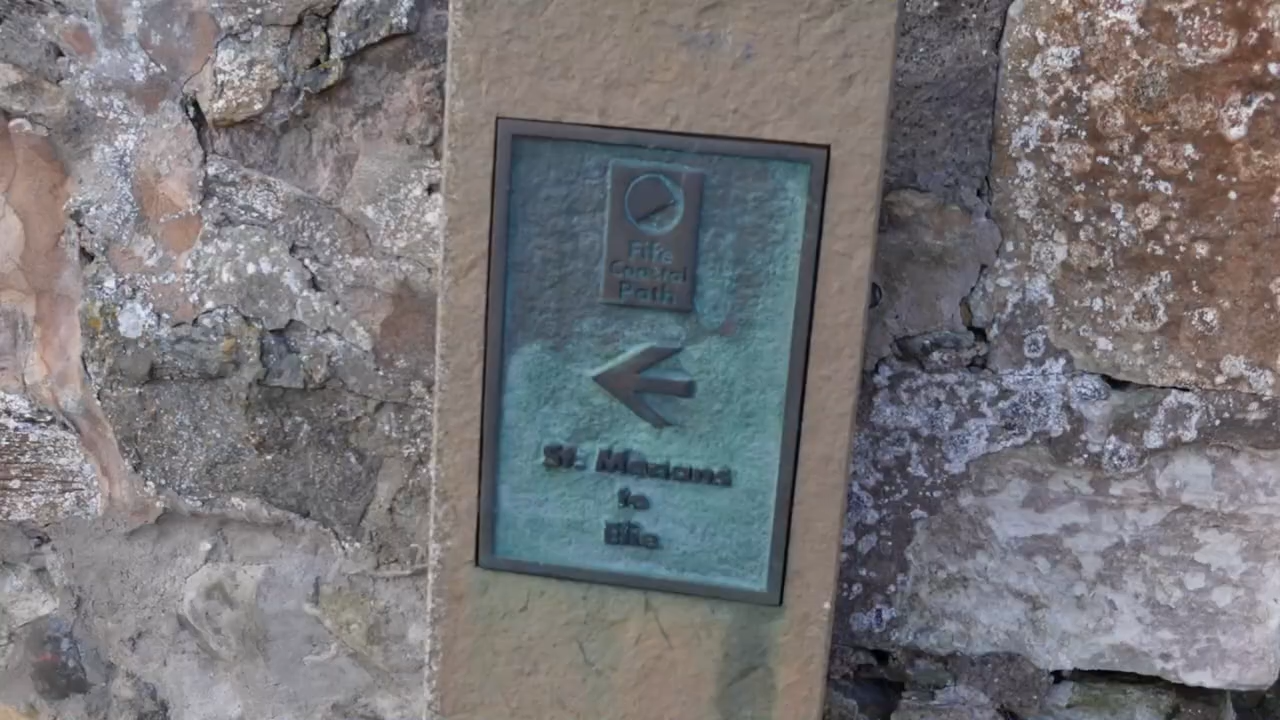 Fife
Coastal
Path
St. Monans
to
Elie